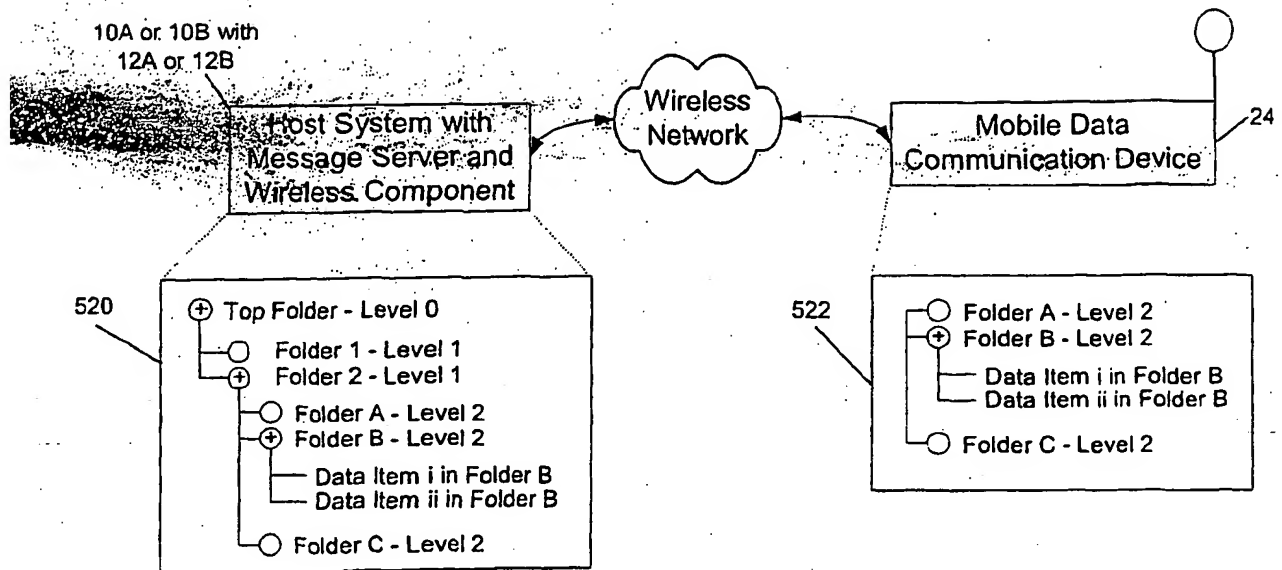 10A or 10B with
12A or 12B
Host System with
Message Server and
Wireless Component
Wireless
Network
Mobile Data
Communication Device
24
520
⊕ Top Folder - Level 0
Folder 1 - Level 1
Folder 2 - Level 1
Folder A - Level 2
Folder B - Level 2
Data Item i in Folder B
Data Item ii in Folder B
Folder C - Level 2
522
Folder A - Level 2
Folder B - Level 2
Data Item i in Folder B
Data Item ii in Folder B
Folder C - Level 2